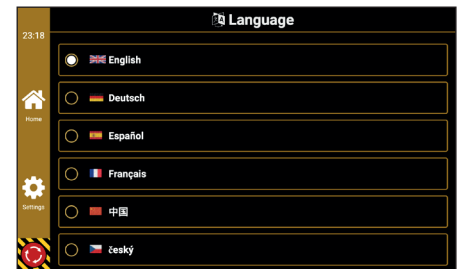 Language
23:18
English
Deutsch
Home
Español
Français
Settings
中国
český